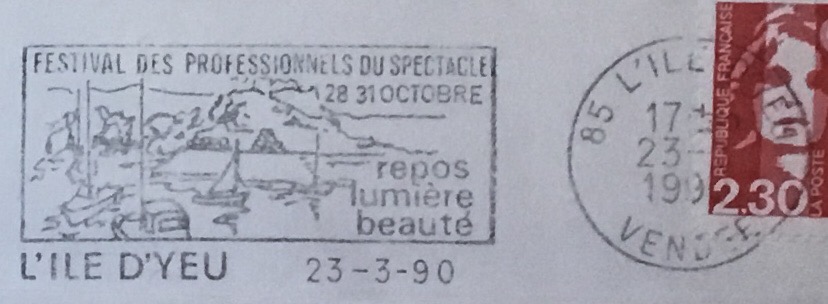 FESTIVAL DES PROFESSIONNELS DU SPECTACLE
28 31 OCTOBRE
repos
lumière
beauté
L'ILE D'YEU 23-3-90
85 L'ILE
17
23-
199
VENDEE
REPUBLIQUE FRANÇAISE
2,30
LA POSTE